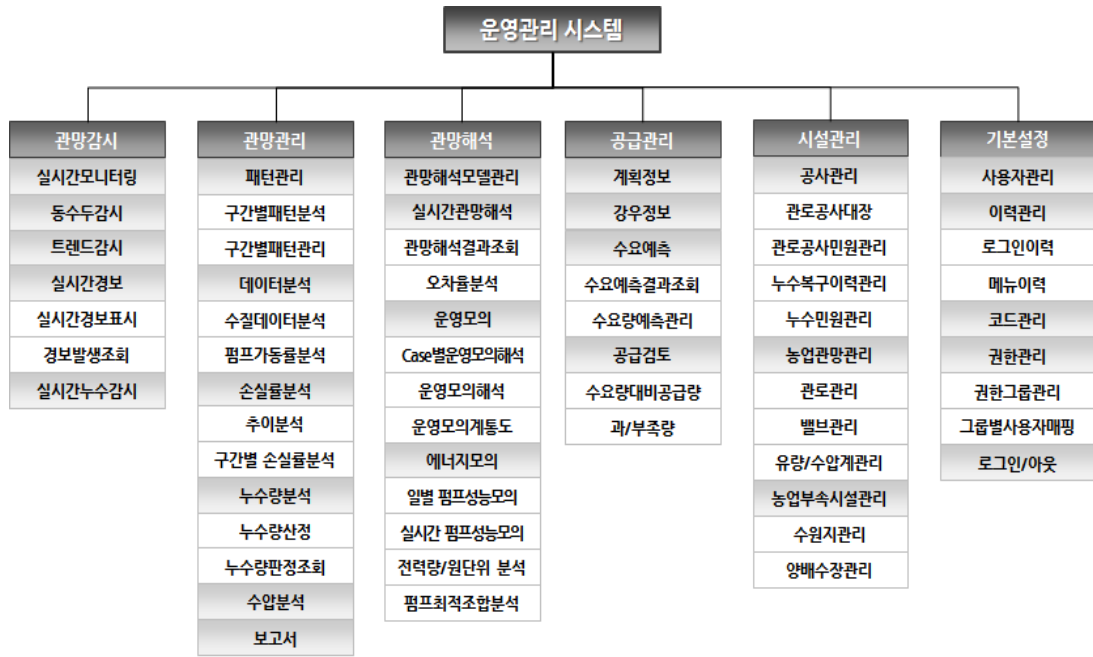 운영관리 시스템
관망감시
실시간모니터링
동수두감시
트렌드감시
실시간경보
실시간경보표시
경보발생조회
실시간누수감시
관망관리
패턴관리
구간별패턴분석
구간별패턴관리
데이터분석
수질데이터분석
펌프가동률분석
손실률분석
추이분석
구간별 손실률분석
누수량분석
누수량산정
누수량판정조회
수압분석
보고서
관망해석
관망해석모델관리
실시간관망해석
관망해석결과조회
오차율분석
운영모의
Case별운영모의해석
운영모의해석
운영모의계통도
에너지모의
일별 펌프성능모의
실시간 펌프성능모의
전력량/원단위 분석
펌프최적조합분석
공급관리
계획정보
강우정보
수요예측
수요예측결과조회
수요량예측관리
공급검토
수요량대비공급량
과/부족량
시설관리
공사관리
관로공사대장
관로공사민원관리
누수복구이력관리
누수민원관리
농업관망관리
관로관리
밸브관리
유량/수압계관리
농업부속시설관리
수원지관리
양배수장관리
기본설정
사용자관리
이력관리
로그인이력
메뉴이력
코드관리
권한관리
권한그룹관리
그룹별사용자매핑
로그인/아웃